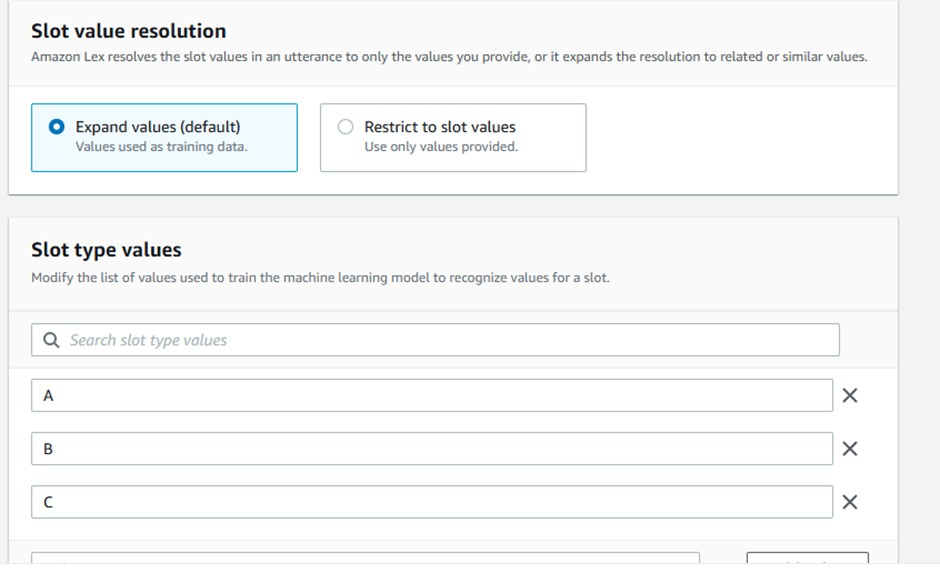 Slot value resolution
Amazon Lex resolves the slot values in an utterance to only the values you provide, or it expands the resolution to related or similar values.
Expand values (default)
Values used as training data.
Restrict to slot values
Use only values provided.
Slot type values
Modify the list of values used to train the machine learning model to recognize values for a slot.
Search slot type values
A
B
C